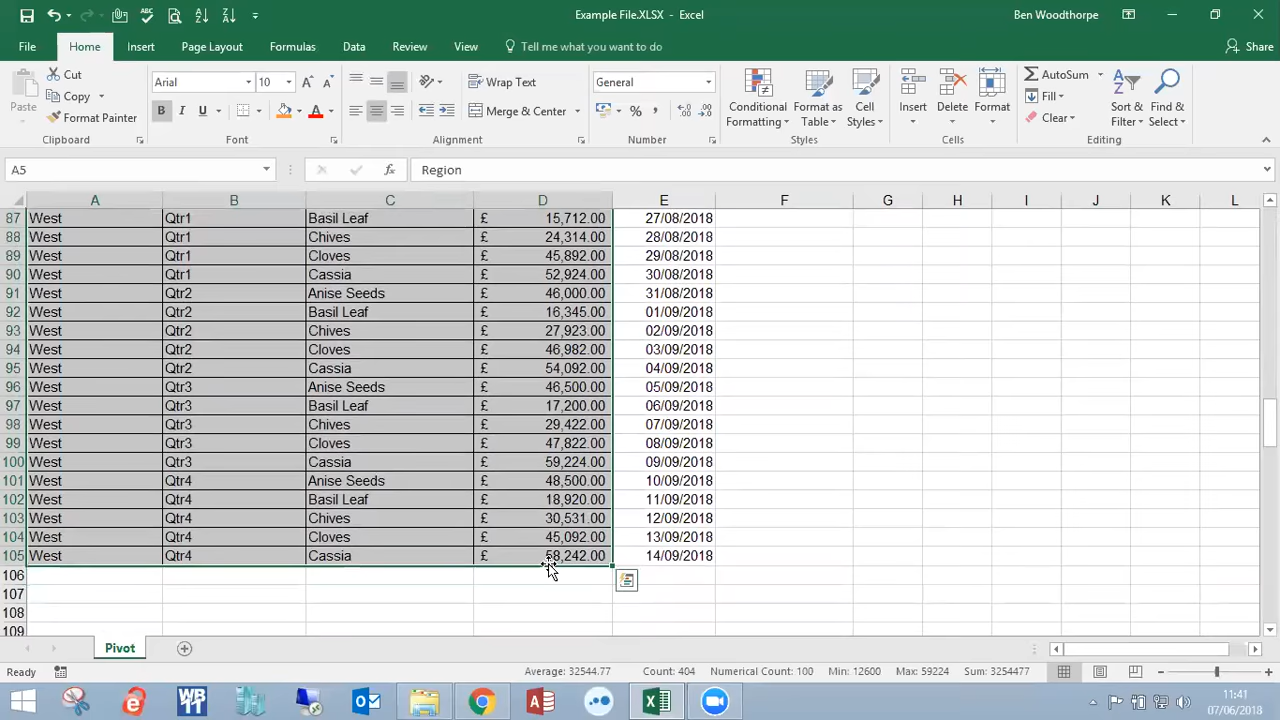 Example File.XLSX - Excel
Ben Woodthorpe
File Home Insert Page Layout Formulas Data Review View Tell me what you want to do Share
Paste
Cut
Copy
Format Painter
Clipboard
Arial 10
B I U
Font
Wrap Text
Merge & Center
Alignment
General
%
Number
Conditional Formatting
Format as Table
Cell Styles
Styles
Insert Delete Format
Cells
AutoSum
Fill
Clear
Sort & Filter
Find & Select
Editing
A5 fx Region
A B C D E F G H I J K L
87 West Qtr1 Basil Leaf £ 15,712.00 27/08/2018
88 West Qtr1 Chives £ 24,314.00 28/08/2018
89 West Qtr1 Cloves £ 45,892.00 29/08/2018
90 West Qtr1 Cassia £ 52,924.00 30/08/2018
91 West Qtr2 Anise Seeds £ 46,000.00 31/08/2018
92 West Qtr2 Basil Leaf £ 16,345.00 01/09/2018
93 West Qtr2 Chives £ 27,923.00 02/09/2018
94 West Qtr2 Cloves £ 46,982.00 03/09/2018
95 West Qtr2 Cassia £ 54,092.00 04/09/2018
96 West Qtr3 Anise Seeds £ 46,500.00 05/09/2018
97 West Qtr3 Basil Leaf £ 17,200.00 06/09/2018
98 West Qtr3 Chives £ 29,422.00 07/09/2018
99 West Qtr3 Cloves £ 47,822.00 08/09/2018
100 West Qtr3 Cassia £ 59,224.00 09/09/2018
101 West Qtr4 Anise Seeds £ 48,500.00 10/09/2018
102 West Qtr4 Basil Leaf £ 18,920.00 11/09/2018
103 West Qtr4 Chives £ 30,531.00 12/09/2018
104 West Qtr4 Cloves £ 45,092.00 13/09/2018
105 West Qtr4 Cassia £ 58,242.00 14/09/2018
106
107
108
109
Pivot
Ready Average: 32544.77 Count: 404 Numerical Count: 100 Min: 12600 Max: 59224 Sum: 3254477
11:41
07/06/2018